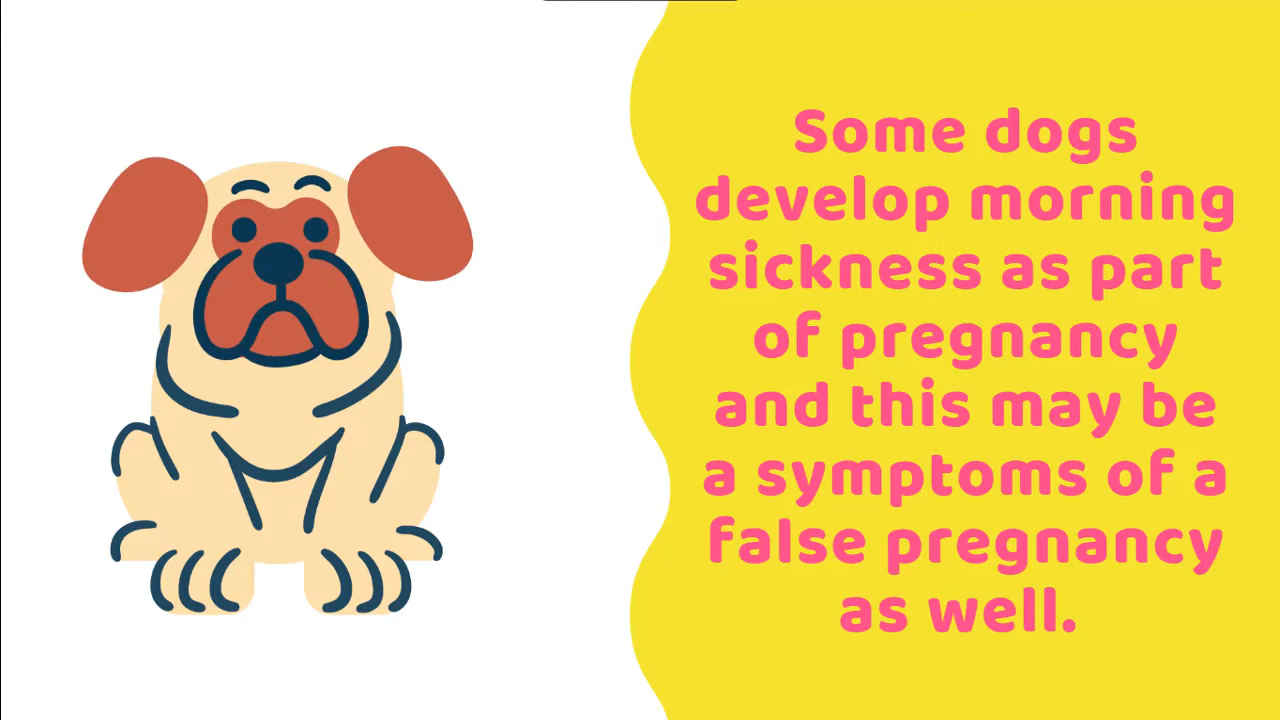 Some dogs
develop morning
sickness as part
of pregnancy
and this may be
a symptoms of a
false pregnancy
as well.